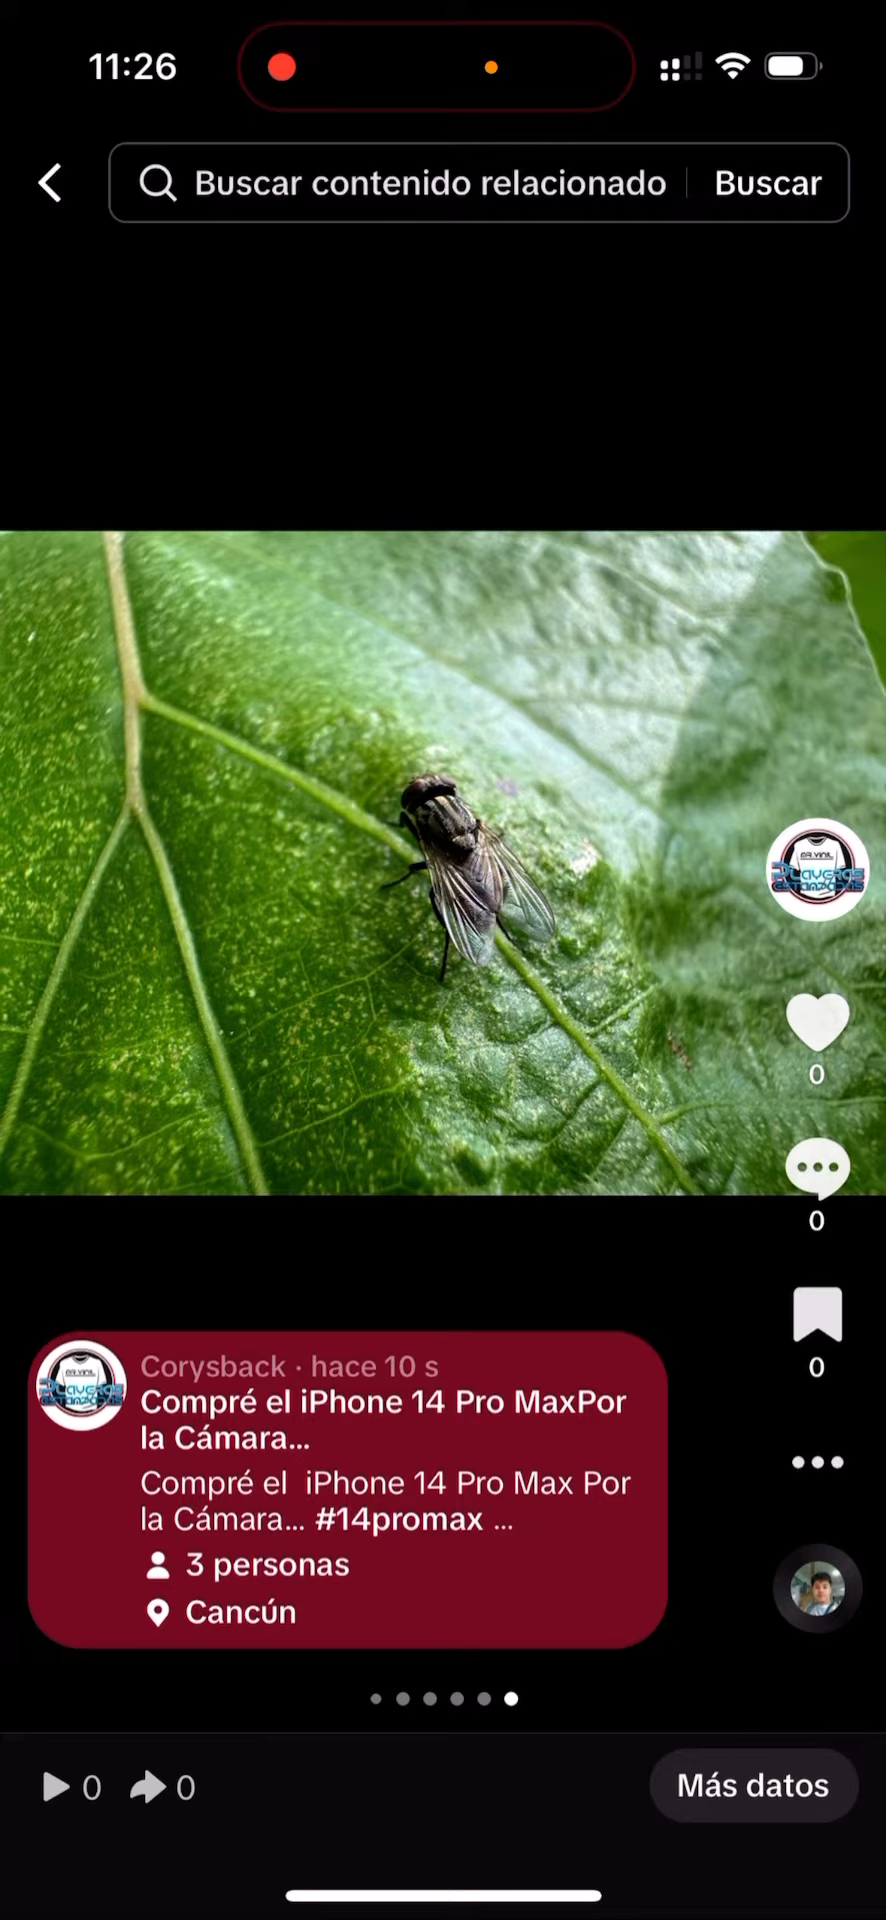 11:26
Buscar contenido relacionado
Buscar
0
0
0
Corysback · hace 10 s
Compré el iPhone 14 Pro MaxPor
la Cámara...
Compré el iPhone 14 Pro Max Por
la Cámara... #14promax ...
3 personas
Cancún
0
0
Más datos